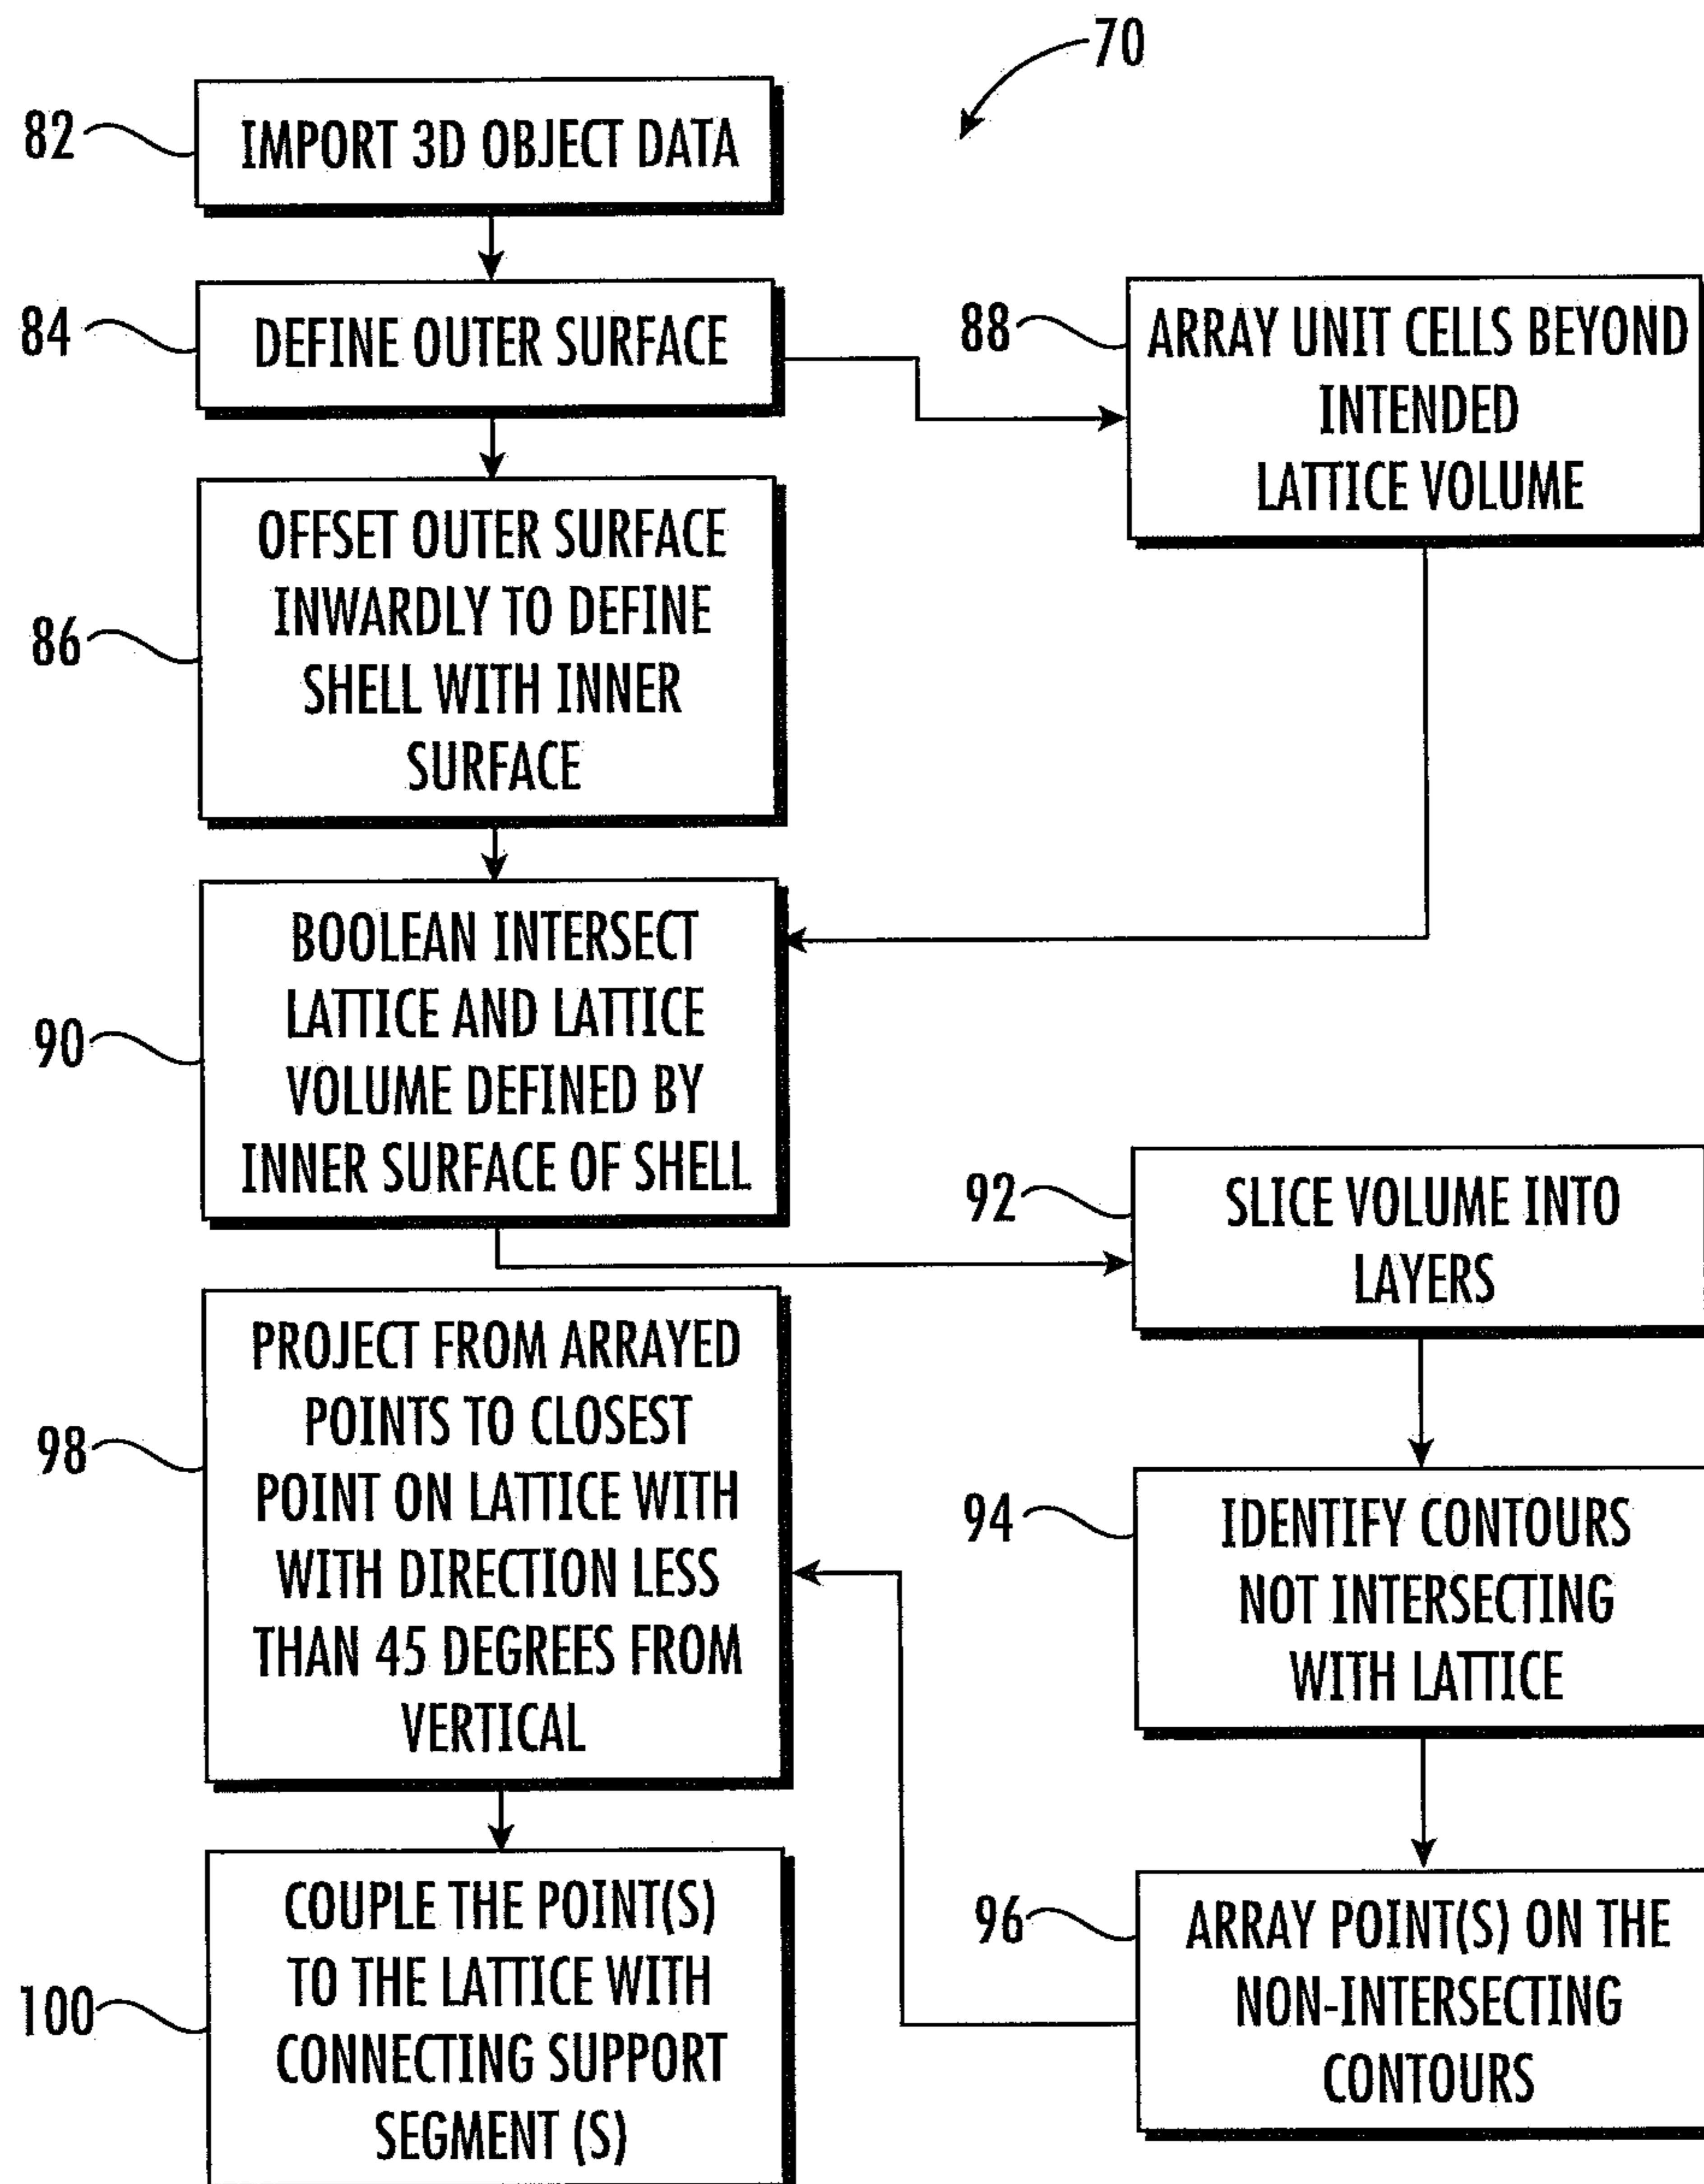 70
82
IMPORT 3D OBJECT DATA
84
DEFINE OUTER SURFACE
88
ARRAY UNIT CELLS BEYOND
INTENDED
LATTICE VOLUME
86
OFFSET OUTER SURFACE
INWARDLY TO DEFINE
SHELL WITH INNER
SURFACE
90
BOOLEAN INTERSECT
LATTICE AND LATTICE
VOLUME DEFINED BY
INNER SURFACE OF SHELL
92
SLICE VOLUME INTO
LAYERS
94
IDENTIFY CONTOURS
NOT INTERSECTING
WITH LATTICE
96
ARRAY POINT(S) ON THE
NON-INTERSECTING
CONTOURS
98
PROJECT FROM ARRAYED
POINTS TO CLOSEST
POINT ON LATTICE WITH
WITH DIRECTION LESS
THAN 45 DEGREES FROM
VERTICAL
100
COUPLE THE POINT(S)
TO THE LATTICE WITH
CONNECTING SUPPORT
SEGMENT (S)